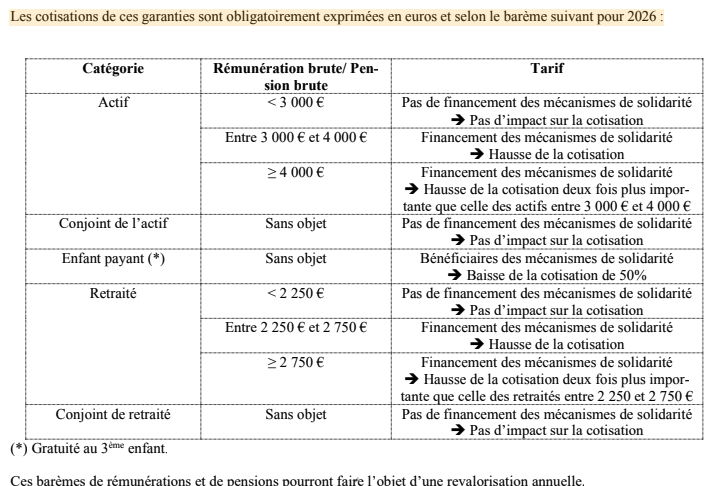 Les cotisations de ces garanties sont obligatoirement exprimées en euros et selon le barème suivant pour 2026 :
Catégorie
Rémunération brute/ Pen-
sion brute
Tarif
Actif
< 3 000 €
Pas de financement des mécanismes de solidarité
➔ Pas d'impact sur la cotisation
Entre 3 000 € et 4 000 €
Financement des mécanismes de solidarité
➔ Hausse de la cotisation
≥ 4 000 €
Financement des mécanismes de solidarité
➔ Hausse de la cotisation deux fois plus impor-
tante que celle des actifs entre 3 000 € et 4 000 €
Conjoint de l'actif
Sans objet
Pas de financement des mécanismes de solidarité
➔ Pas d'impact sur la cotisation
Enfant payant (*)
Sans objet
Bénéficiaires des mécanismes de solidarité
➔ Baisse de la cotisation de 50%
Retraité
< 2 250 €
Pas de financement des mécanismes de solidarité
➔ Pas d'impact sur la cotisation
Entre 2 250 € et 2 750 €
Financement des mécanismes de solidarité
➔ Hausse de la cotisation
≥ 2 750 €
Financement des mécanismes de solidarité
➔ Hausse de la cotisation deux fois plus impor-
tante que celle des retraités entre 2 250 et 2 750 €
Conjoint de retraité
Sans objet
Pas de financement des mécanismes de solidarité
➔ Pas d'impact sur la cotisation
(*) Gratuité au 3ème enfant.
Ces barèmes de rémunérations et de pensions pourront faire l'objet d'une revalorisation annuelle.